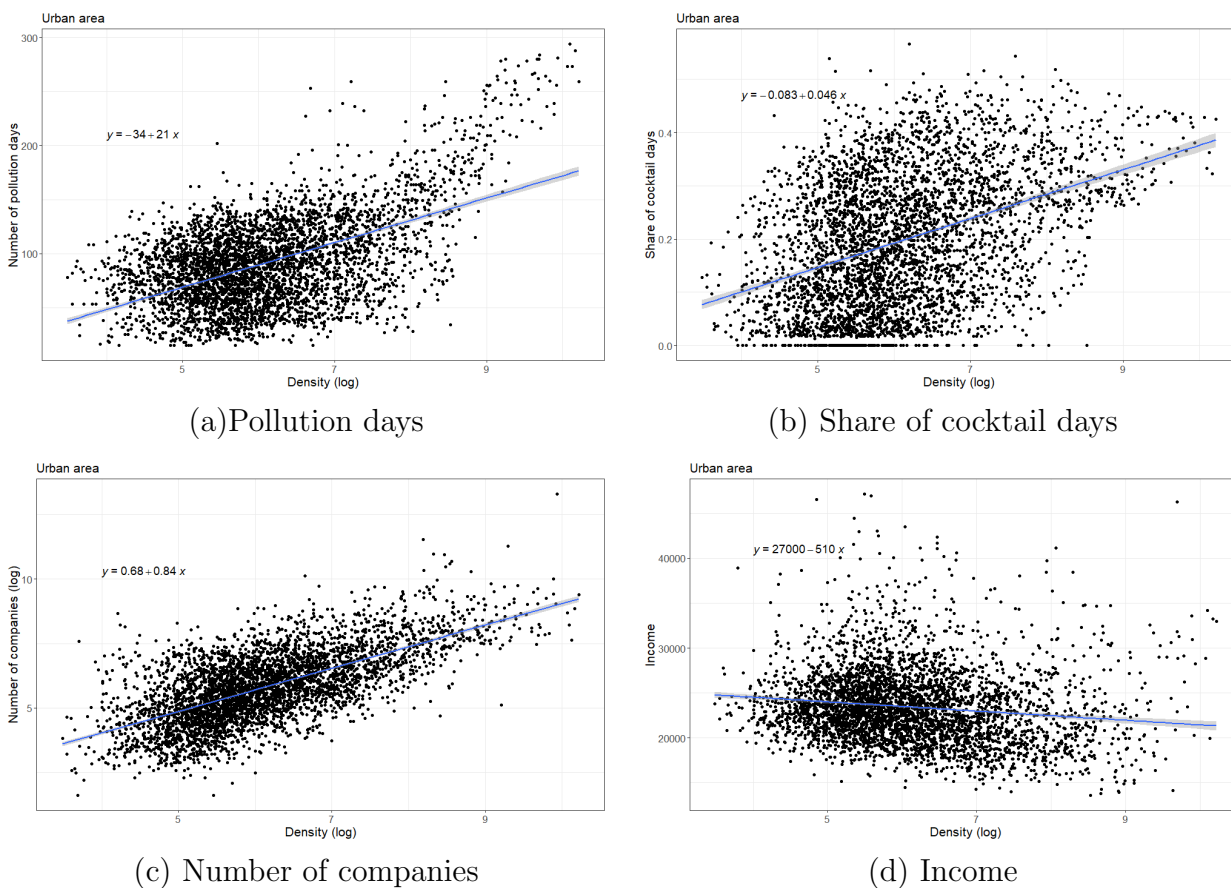 Urban area
300
200
100
Number of pollution days
y = −34 + 21 x
5 7 9
Density (log)
(a)Pollution days
Urban area
0.4
0.2
0.0
Share of cocktail days
y = −0.083 + 0.046 x
5 7 9
Density (log)
(b) Share of cocktail days
Urban area
10
5
Number of companies (log)
y = 0.68 + 0.84 x
5 7 9
Density (log)
(c) Number of companies
Urban area
40000
30000
20000
Income
y = 27000 − 510 x
5 7 9
Density (log)
(d) Income